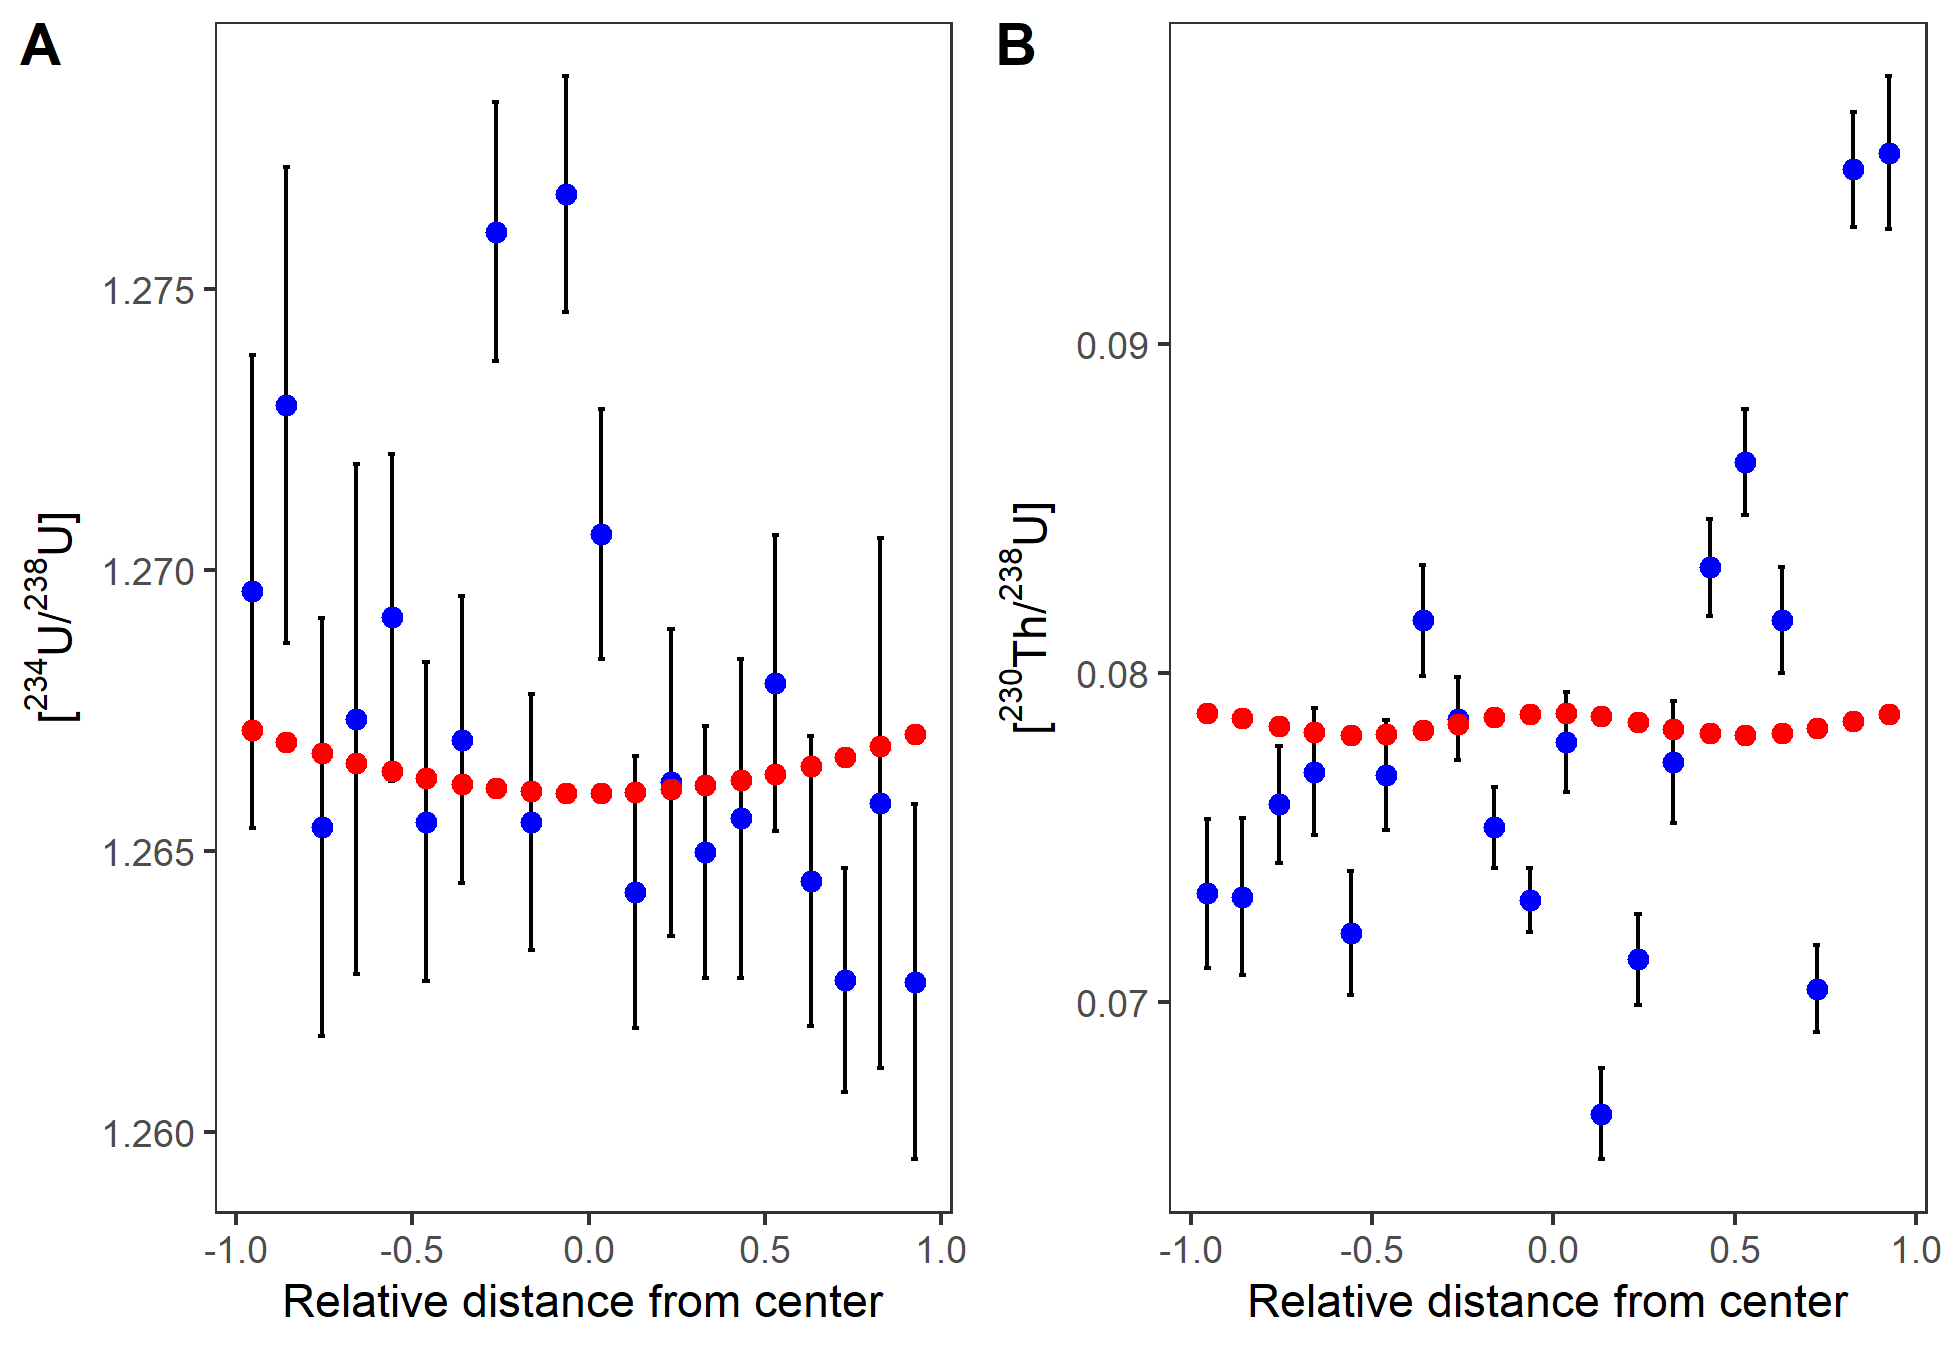 A
[²³⁴U/²³⁸U]
1.275
1.270
1.265
1.260
-1.0 -0.5 0.0 0.5 1.0
Relative distance from center
B
[²³⁰Th/²³⁸U]
0.09
0.08
0.07
-1.0 -0.5 0.0 0.5 1.0
Relative distance from center